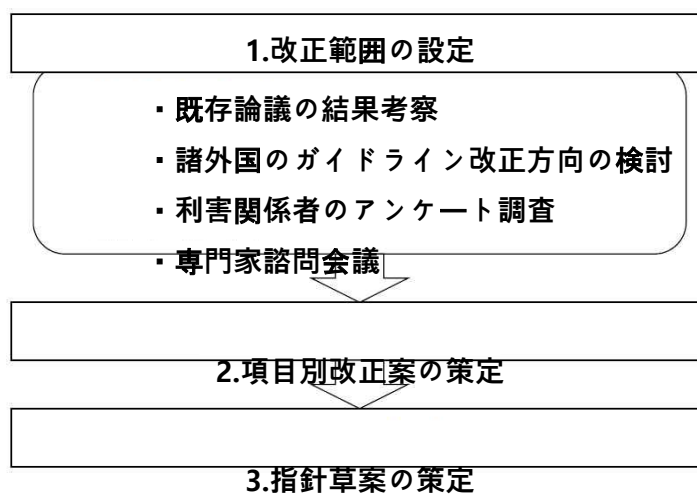 1.改正範囲の設定
・既存論議の結果考察
・諸外国のガイドライン改正方向の検討
・利害関係者のアンケート調査
・専門家諮問会議
2.項目別改正案の策定
3.指針草案の策定